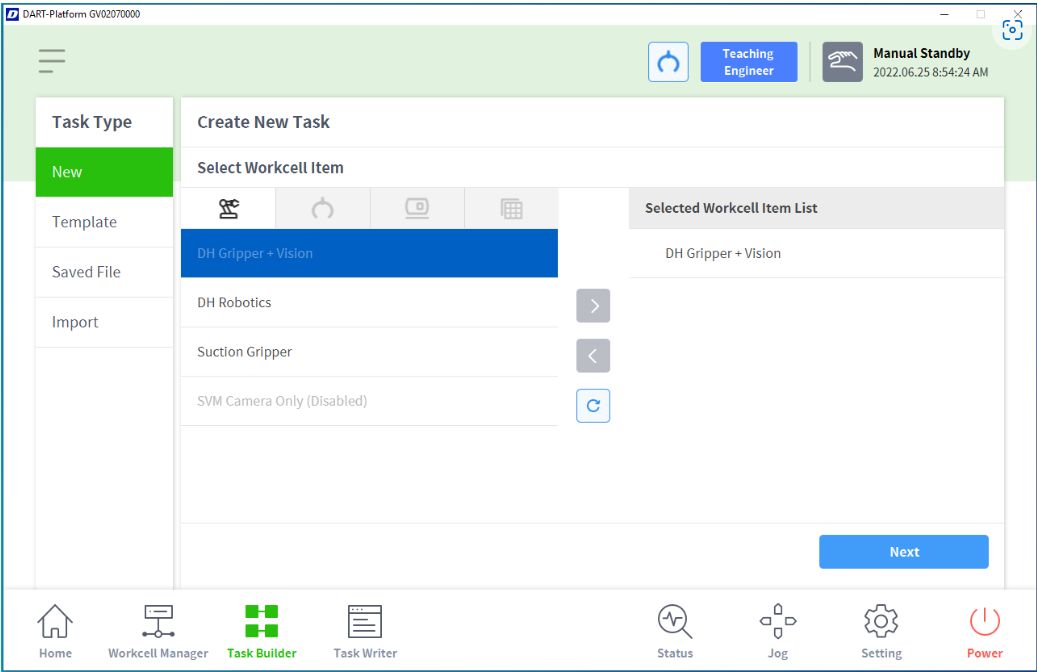 DART-Platform GV02070000
Teaching
Engineer
Manual Standby
2022.06.25 8:54:24 AM
Task Type
New
Template
Saved File
Import
Create New Task
Select Workcell Item
DH Gripper + Vision
DH Robotics
Suction Gripper
SVM Camera Only (Disabled)
Selected Workcell Item List
DH Gripper + Vision
Next
Home
Workcell Manager
Task Builder
Task Writer
Status
Jog
Setting
Power